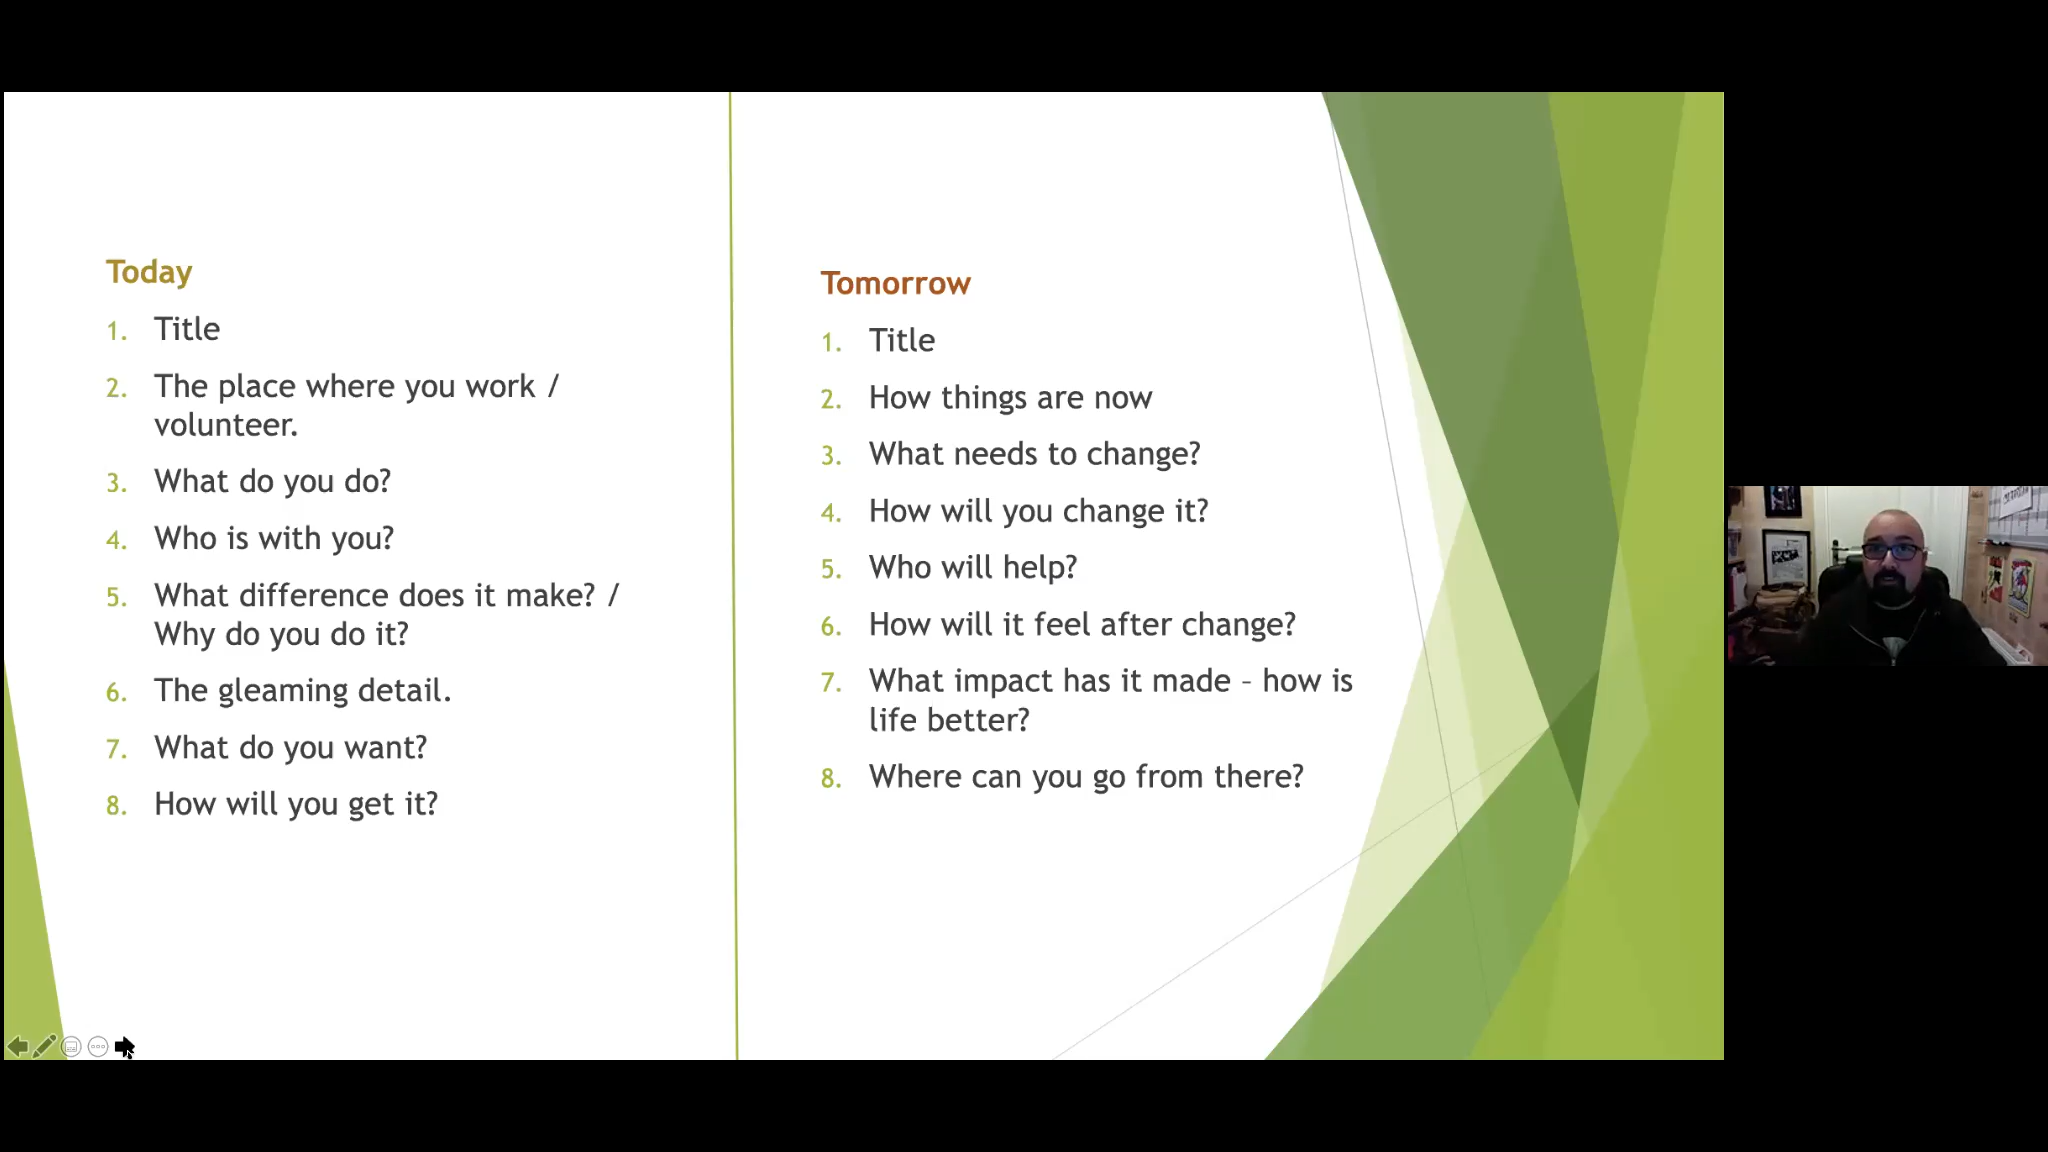 Today
1. Title
2. The place where you work /
volunteer.
3. What do you do?
4. Who is with you?
5. What difference does it make? /
Why do you do it?
6. The gleaming detail.
7. What do you want?
8. How will you get it?
Tomorrow
1. Title
2. How things are now
3. What needs to change?
4. How will you change it?
5. Who will help?
6. How will it feel after change?
7. What impact has it made – how is
life better?
8. Where can you go from there?